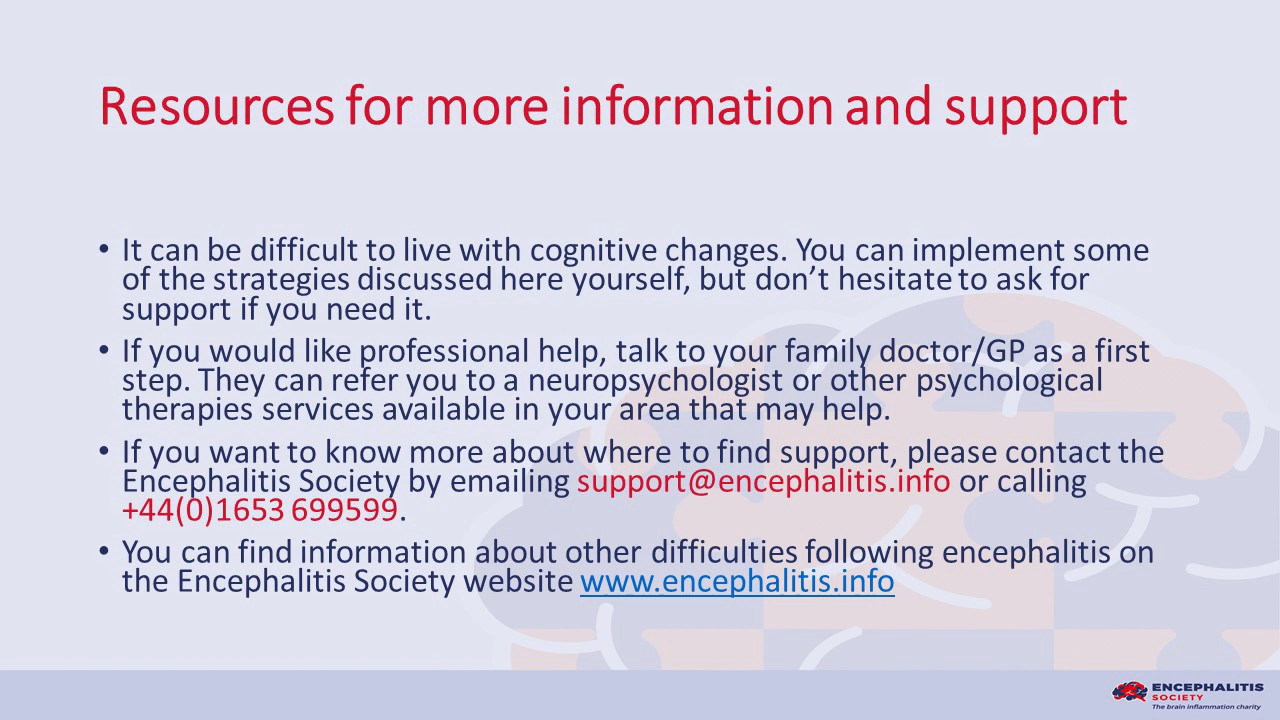 Resources for more information and support
• It can be difficult to live with cognitive changes. You can implement some
of the strategies discussed here yourself, but don’t hesitate to ask for
support if you need it.
• If you would like professional help, talk to your family doctor/GP as a first
step. They can refer you to a neuropsychologist or other psychological
therapies services available in your area that may help.
• If you want to know more about where to find support, please contact the
Encephalitis Society by emailing support@encephalitis.info or calling
+44(0)1653 699599.
• You can find information about other difficulties following encephalitis on
the Encephalitis Society website www.encephalitis.info
ENCEPHALITIS
SOCIETY
The brain inflammation charity